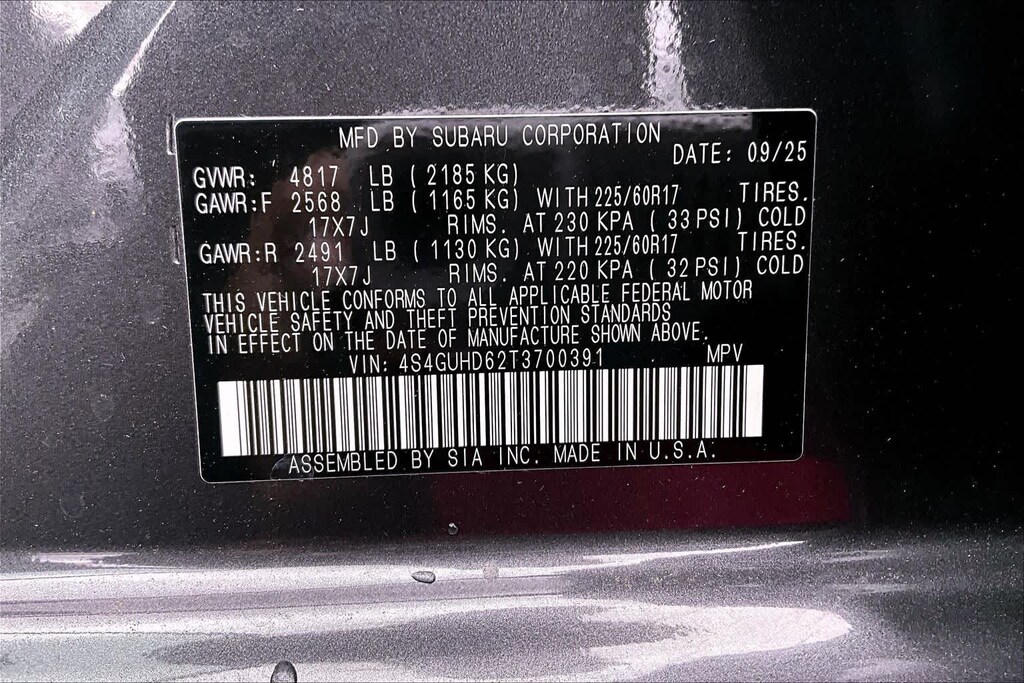 MFD BY SUBARU CORPORATION
DATE: 09/25
GVWR: 4817 LB (2185 KG)
GAWR:F 2568 LB (1165 KG) WITH 225/60R17 TIRES.
17X7J RIMS. AT 230 KPA (33 PSI) COLD
GAWR:R 2491 LB (1130 KG) WITH 225/60R17 TIRES.
17X7J RIMS. AT 220 KPA (32 PSI) COLD
THIS VEHICLE CONFORMS TO ALL APPLICABLE FEDERAL MOTOR
VEHICLE SAFETY AND THEFT PREVENTION STANDARDS
IN EFFECT ON THE DATE OF MANUFACTURE SHOWN ABOVE.
VIN: 4S4GUHD62T3700391 MPV
ASSEMBLED BY SIA INC. MADE IN U.S.A.